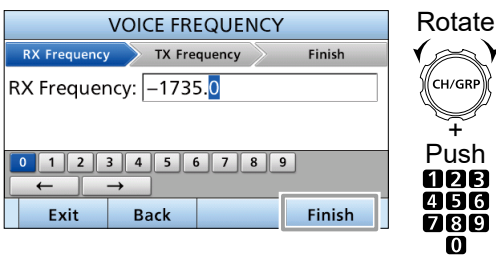 VOICE FREQUENCY
RX Frequency TX Frequency Finish
RX Frequency: −1735.0
0 1 2 3 4 5 6 7 8 9
← →
Exit Back Finish
Rotate
CH/GRP
+
Push
1 2 3
4 5 6
7 8 9
0